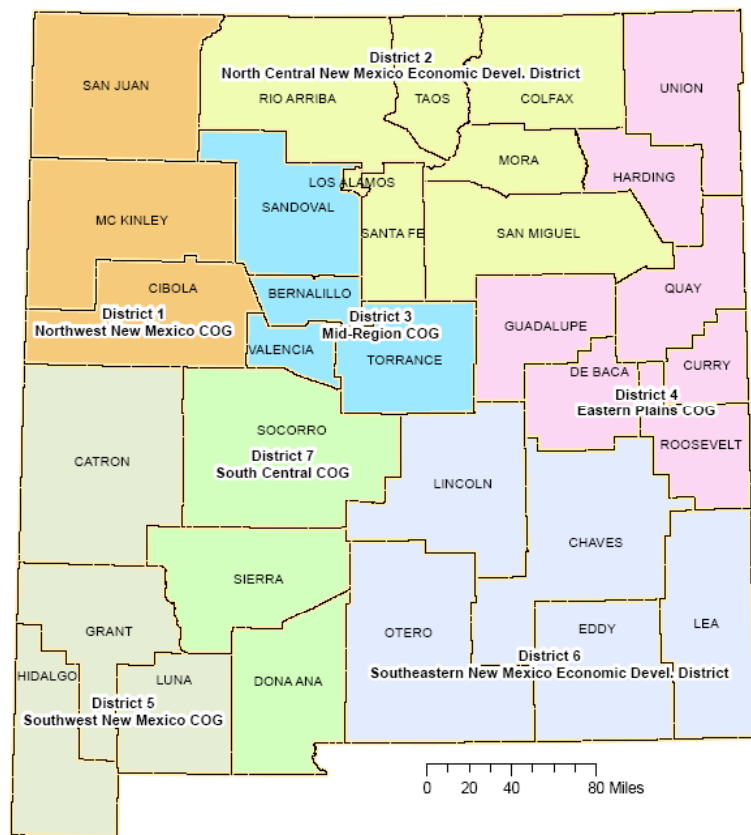 District 2
North Central New Mexico Economic Devel. District
SAN JUAN
RIO ARRIBA
TAOS
COLFAX
UNION
MORA
HARDING
LOS ALAMOS
SANDOVAL
MC KINLEY
SANTA FE
SAN MIGUEL
CIBOLA
BERNALILLO
QUAY
District 1
Northwest New Mexico COG
District 3
Mid-Region COG
GUADALUPE
VALENCIA
TORRANCE
DE BACA
CURRY
District 4
Eastern Plains COG
SOCORRO
ROOSEVELT
District 7
South Central COG
CATRON
LINCOLN
CHAVES
SIERRA
GRANT
OTERO
EDDY
LEA
District 6
Southeastern New Mexico Economic Devel. District
HIDALGO
LUNA
DONA ANA
District 5
Southwest New Mexico COG
0 20 40 80 Miles